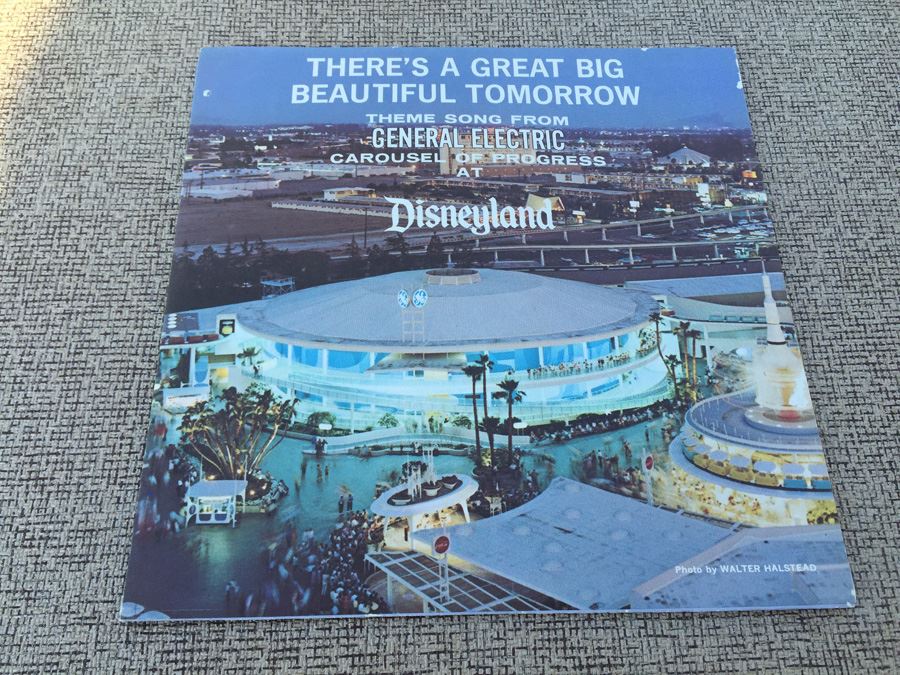 THERE'S A GREAT BIG
BEAUTIFUL TOMORROW
THEME SONG FROM
GENERAL ELECTRIC
CAROUSEL OF PROGRESS
AT
Disneyland
Photo by WALTER HALSTEAD